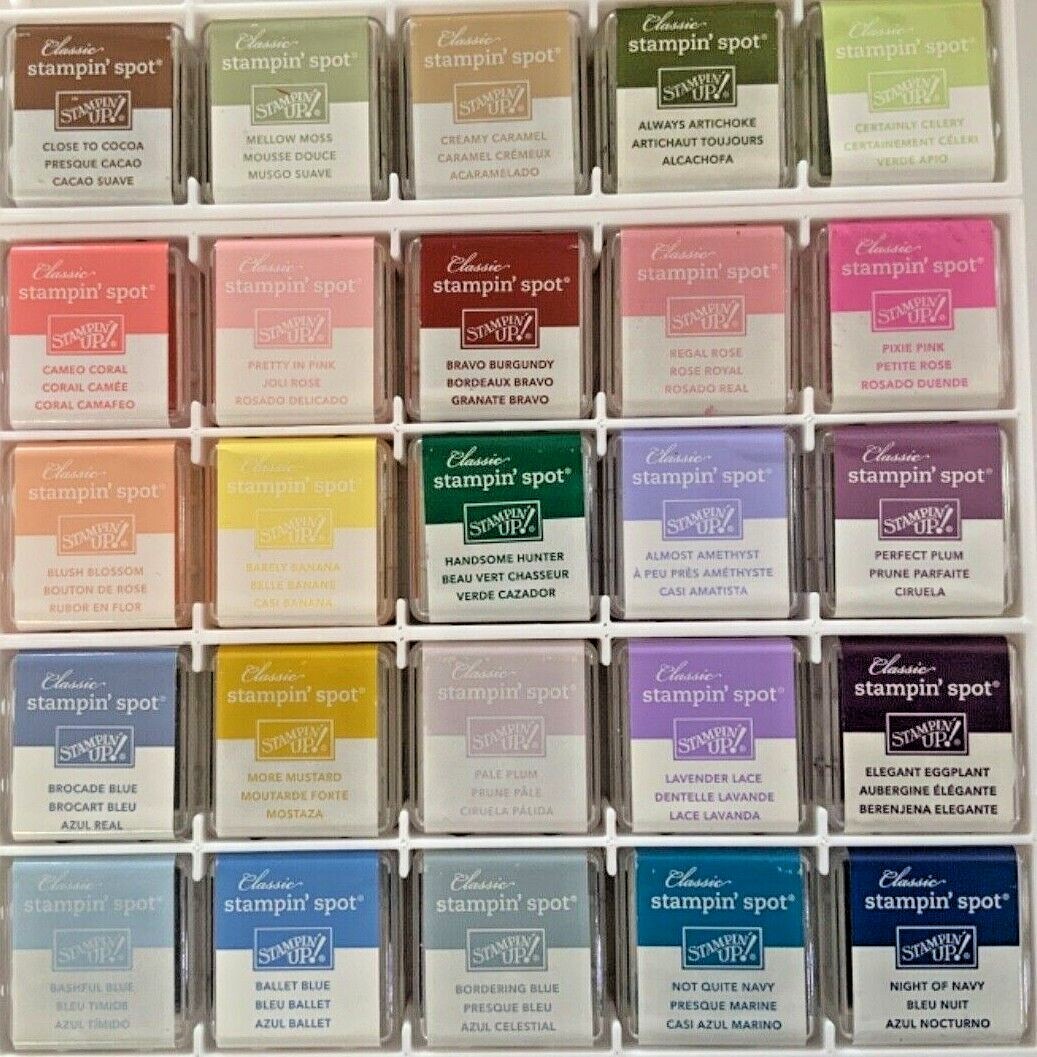 Classic
stampin' spot®
STAMPIN' UP!®
CLOSE TO COCOA
PRESQUE CACAO
CACAO SUAVE
Classic
stampin' spot®
STAMPIN' UP!®
MELLOW MOSS
MOUSSE DOUCE
MUSGO SUAVE
Classic
stampin' spot®
STAMPIN' UP!®
CREAMY CARAMEL
CARAMEL CRÉMEUX
ACARAMELADO
Classic
stampin' spot®
STAMPIN' UP!®
ALWAYS ARTICHOKE
ARTICHAUT TOUJOURS
ALCACHOFA
Classic
stampin' spot®
STAMPIN' UP!®
CERTAINLY CELERY
CERTAINEMENT CÉLERI
VERDE APIO
Classic
stampin' spot®
STAMPIN' UP!®
CAMEO CORAL
CORAIL CAMÉE
CORAL CAMAFEO
Classic
stampin' spot®
STAMPIN' UP!®
PRETTY IN PINK
JOLI ROSE
ROSADO DELICADO
Classic
stampin' spot®
STAMPIN' UP!®
BRAVO BURGUNDY
BORDEAUX BRAVO
GRANATE BRAVO
Classic
stampin' spot®
STAMPIN' UP!®
REGAL ROSE
ROSE ROYAL
ROSADO REAL
Classic
stampin' spot®
STAMPIN' UP!®
PIXIE PINK
PETITE ROSE
ROSADO DUENDE
Classic
stampin' spot®
STAMPIN' UP!®
BLUSH BLOSSOM
BOUTON DE ROSE
RUBOR EN FLOR
Classic
stampin' spot®
STAMPIN' UP!®
BARELY BANANA
BELLE BANANE
CASI BANANA
Classic
stampin' spot®
STAMPIN' UP!®
HANDSOME HUNTER
BEAU VERT CHASSEUR
VERDE CAZADOR
Classic
stampin' spot®
STAMPIN' UP!®
ALMOST AMETHYST
À PEU PRÈS AMÉTHYSTE
CASI AMATISTA
Classic
stampin' spot®
STAMPIN' UP!®
PERFECT PLUM
PRUNE PARFAITE
CIRUELA
Classic
stampin' spot®
STAMPIN' UP!®
BROCADE BLUE
BROCART BLEU
AZUL REAL
Classic
stampin' spot®
STAMPIN' UP!®
MORE MUSTARD
MOUTARDE FORTE
MOSTAZA
Classic
stampin' spot®
STAMPIN' UP!®
PALE PLUM
PRUNE PÂLE
CIRUELA PÁLIDA
Classic
stampin' spot®
STAMPIN' UP!®
LAVENDER LACE
DENTELLE LAVANDE
LACE LAVANDA
Classic
stampin' spot®
STAMPIN' UP!®
ELEGANT EGGPLANT
AUBERGINE ÉLÉGANTE
BERENJENA ELEGANTE
Classic
stampin' spot®
STAMPIN' UP!®
BASHFUL BLUE
BLEU TIMIDE
AZUL TÍMIDO
Classic
stampin' spot®
STAMPIN' UP!®
BALLET BLUE
BLEU BALLET
AZUL BALLET
Classic
stampin' spot®
STAMPIN' UP!®
BORDERING BLUE
PRESQUE BLEU
AZUL CELESTIAL
Classic
stampin' spot®
STAMPIN' UP!®
NOT QUITE NAVY
PRESQUE MARINE
CASI AZUL MARINO
Classic
stampin' spot®
STAMPIN' UP!®
NIGHT OF NAVY
BLEU NUIT
AZUL NOCTURNO